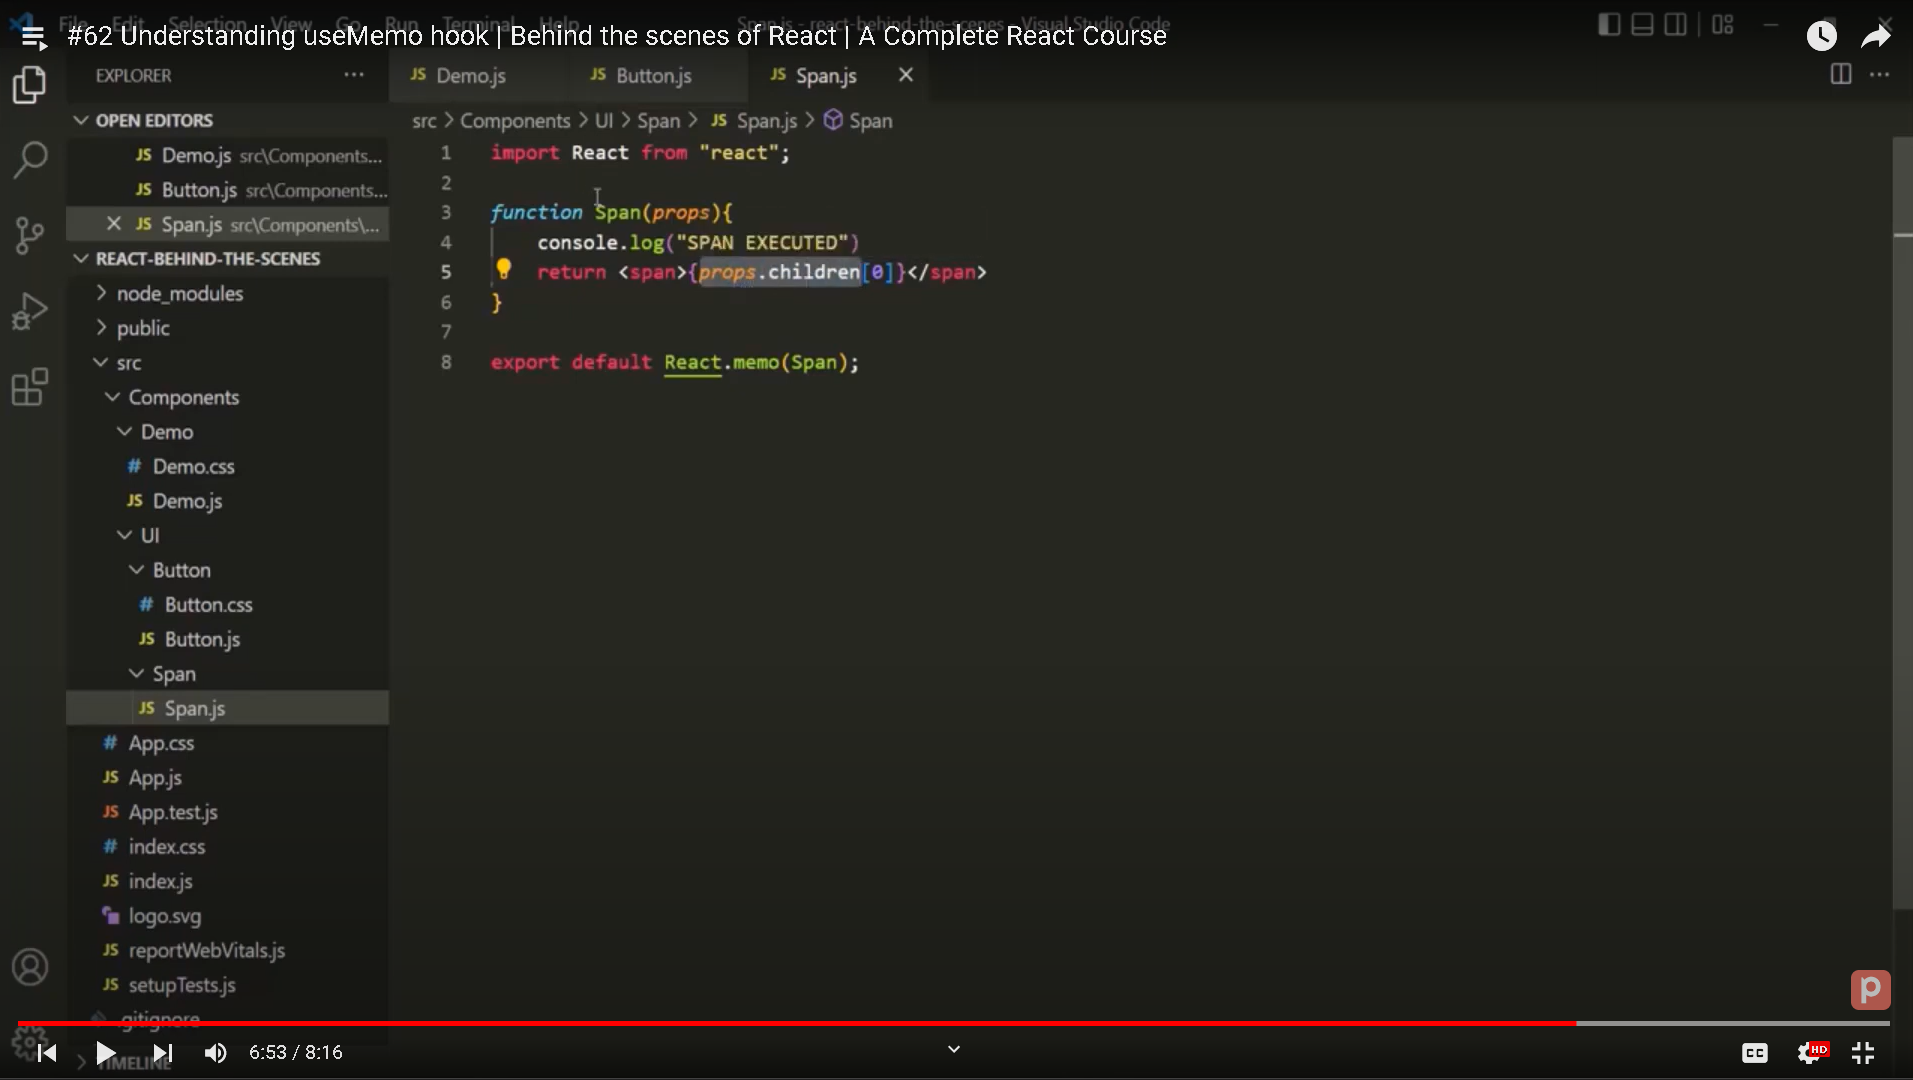 File Edit Selection View Go Run Terminal Help
Span.js - react-behind-the-scenes - Visual Studio Code
#62 Understanding useMemo hook | Behind the scenes of React | A Complete React Course
EXPLORER
JS Demo.js
JS Button.js
JS Span.js
OPEN EDITORS
JS Demo.js src\Components...
JS Button.js src\Components...
JS Span.js src\Components\...
REACT-BEHIND-THE-SCENES
node_modules
public
src
Components
Demo
# Demo.css
JS Demo.js
UI
Button
# Button.css
JS Button.js
Span
JS Span.js
# App.css
JS App.js
JS App.test.js
# index.css
JS index.js
logo.svg
JS reportWebVitals.js
JS setupTests.js
.gitignore
TIMELINE
src > Components > UI > Span > JS Span.js > Span
1 import React from "react";
2
3 function Span(props){
4 console.log("SPAN EXECUTED")
5 return <span>{props.children[0]}</span>
6 }
7
8 export default React.memo(Span);
p
6:53 / 8:16
CC
HD